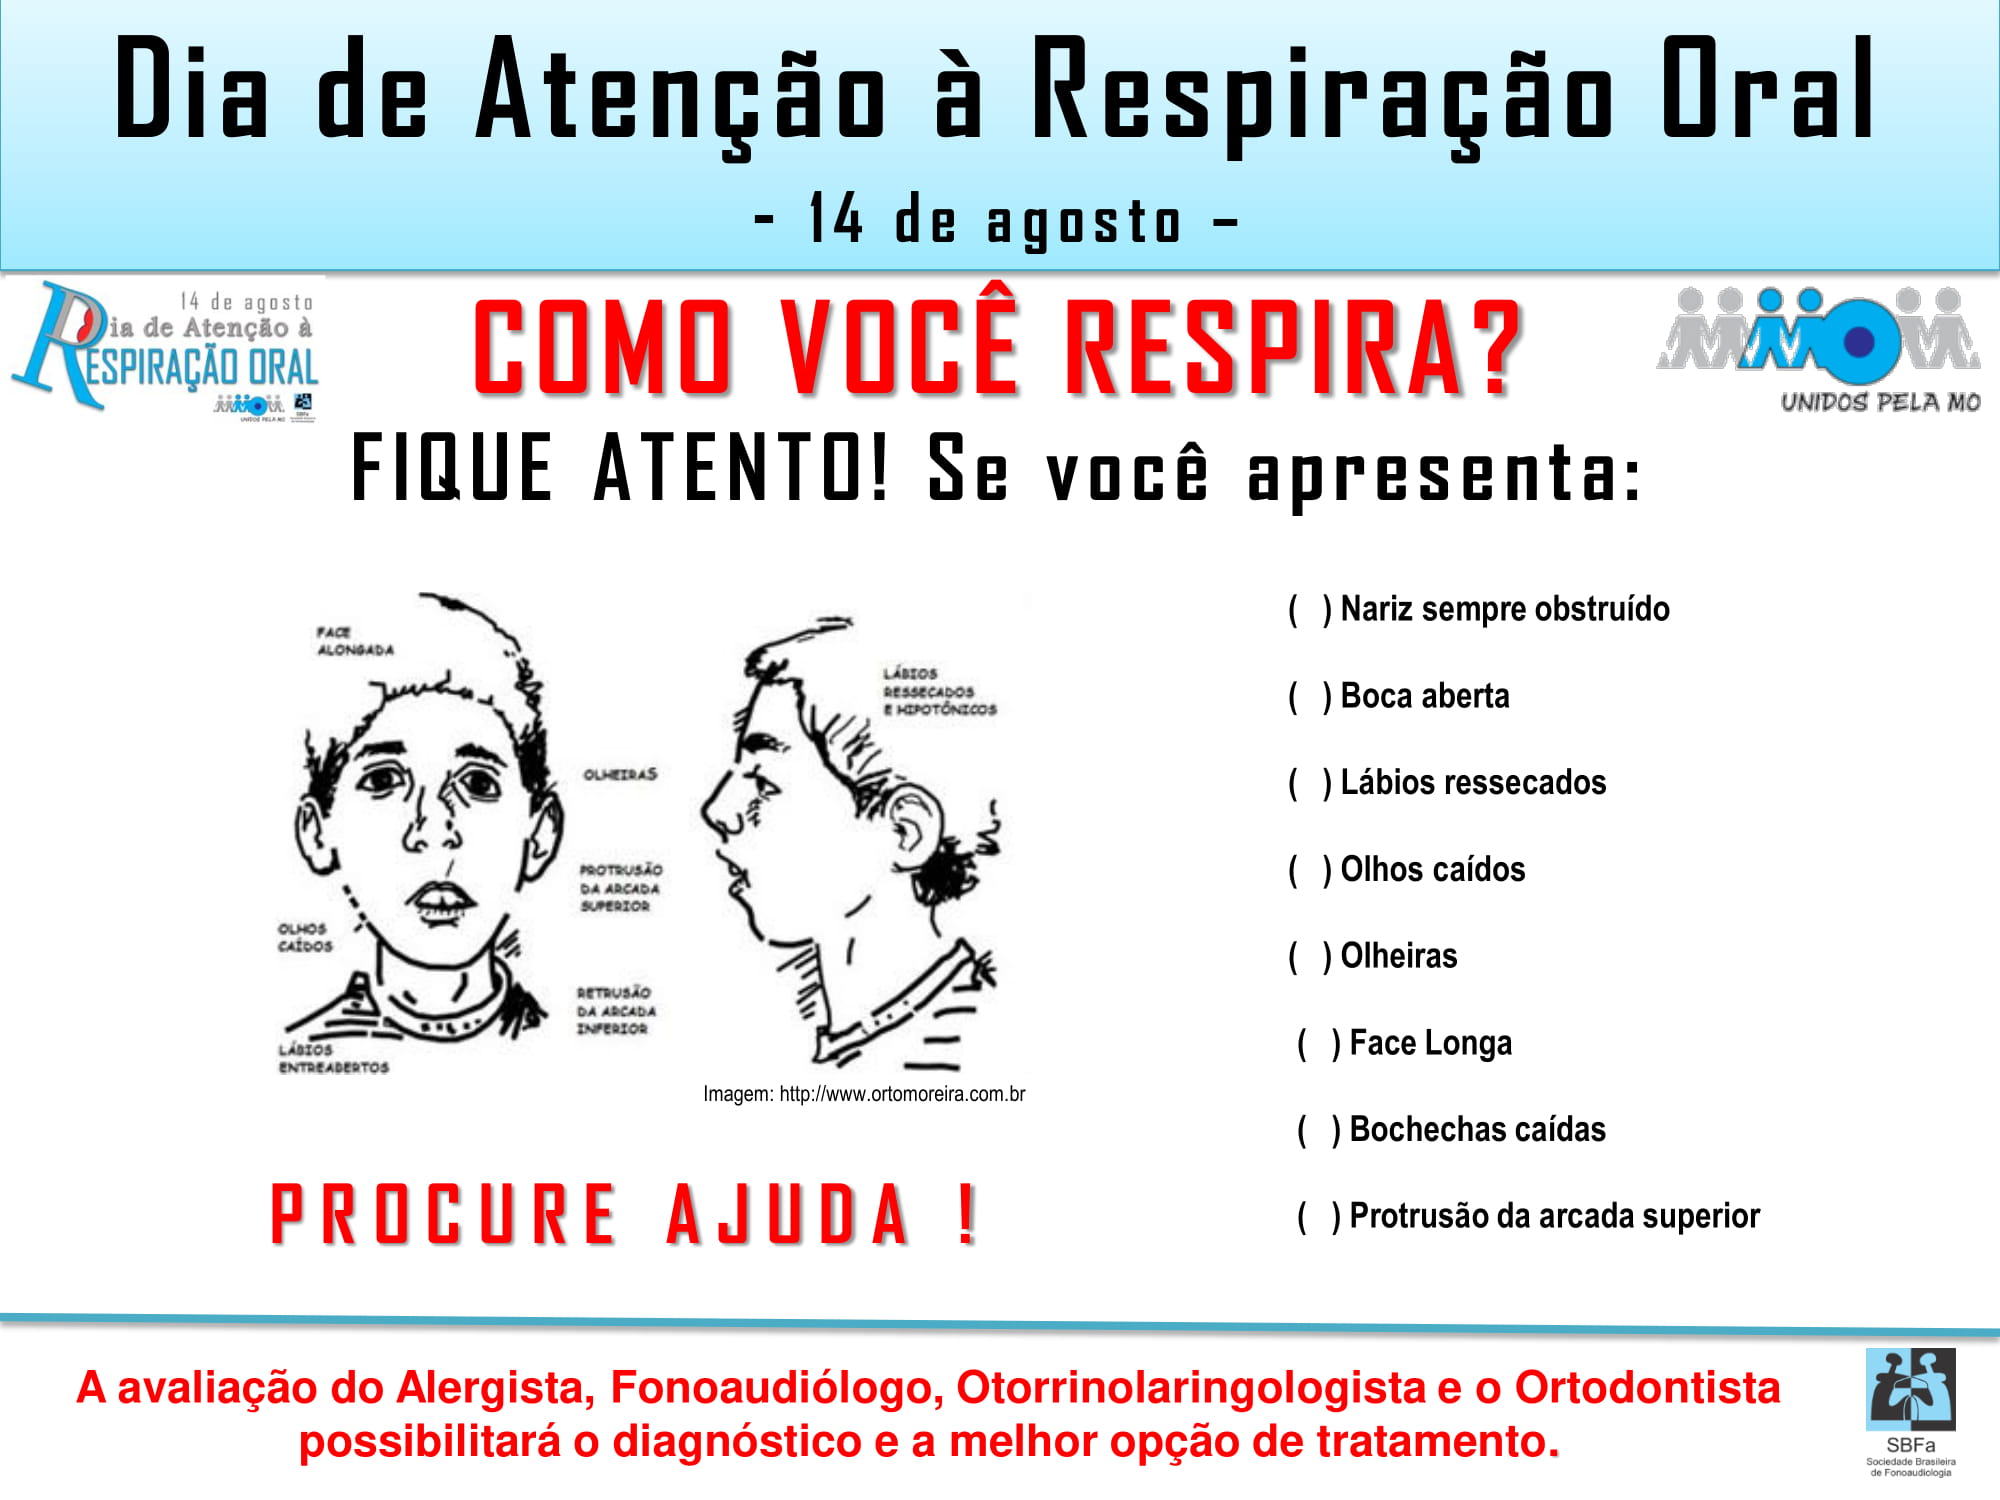 Dia de Atenção à Respiração Oral
- 14 de agosto –
14 de agosto
Dia de Atenção à
RESPIRAÇÃO ORAL
UNIDOS PELA MO
SBFa
COMO VOCÊ RESPIRA?
UNIDOS PELA MO
FIQUE ATENTO! Se você apresenta:
FACE
ALONGADA
LÁBIOS
RESSECADOS
E HIPOTÔNICOS
OLHEIRAS
PROTRUSÃO
DA ARCADA
SUPERIOR
OLHOS
CAÍDOS
RETRUSÃO
DA ARCADA
INFERIOR
LÁBIOS
ENTREABERTOS
Imagem: http://www.ortomoreira.com.br
( ) Nariz sempre obstruído
( ) Boca aberta
( ) Lábios ressecados
( ) Olhos caídos
( ) Olheiras
( ) Face Longa
( ) Bochechas caídas
( ) Protrusão da arcada superior
PROCURE AJUDA !
A avaliação do Alergista, Fonoaudiólogo, Otorrinolaringologista e o Ortodontista
possibilitará o diagnóstico e a melhor opção de tratamento.
SBFa
Sociedade Brasileira
de Fonoaudiologia